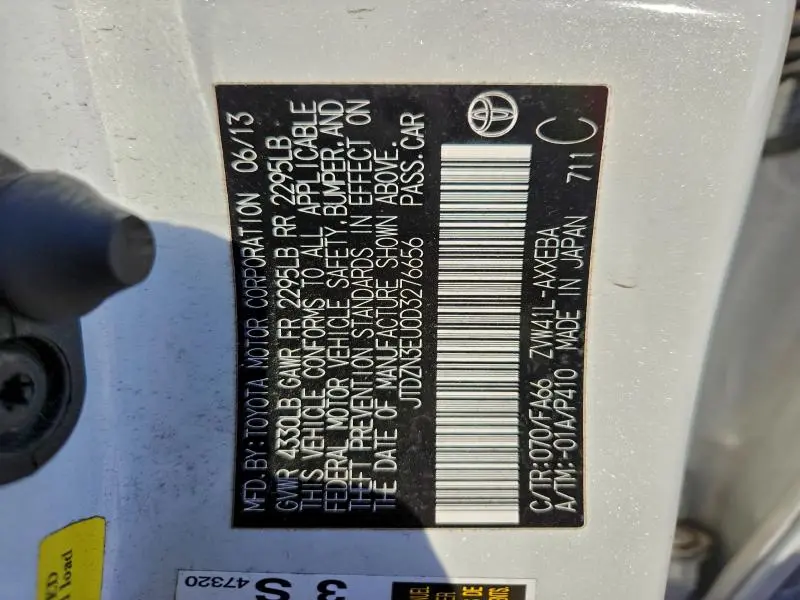 MFD. BY: TOYOTA MOTOR CORPORATION 06/13
GVWR 4330LB GAWR FR 2295LB RR 2295LB
THIS VEHICLE CONFORMS TO ALL APPLICABLE
FEDERAL MOTOR VEHICLE SAFETY, BUMPER, AND
THEFT PREVENTION STANDARDS IN EFFECT ON
THE DATE OF MANUFACTURE SHOWN ABOVE.
JTDZN3EU0D3276656 PASS. CAR
C/TR: 070/FA66 ZVW41L-AXXEBA
A/TM: -01A/P410 MADE IN JAPAN 711 C
load
3
S
47320